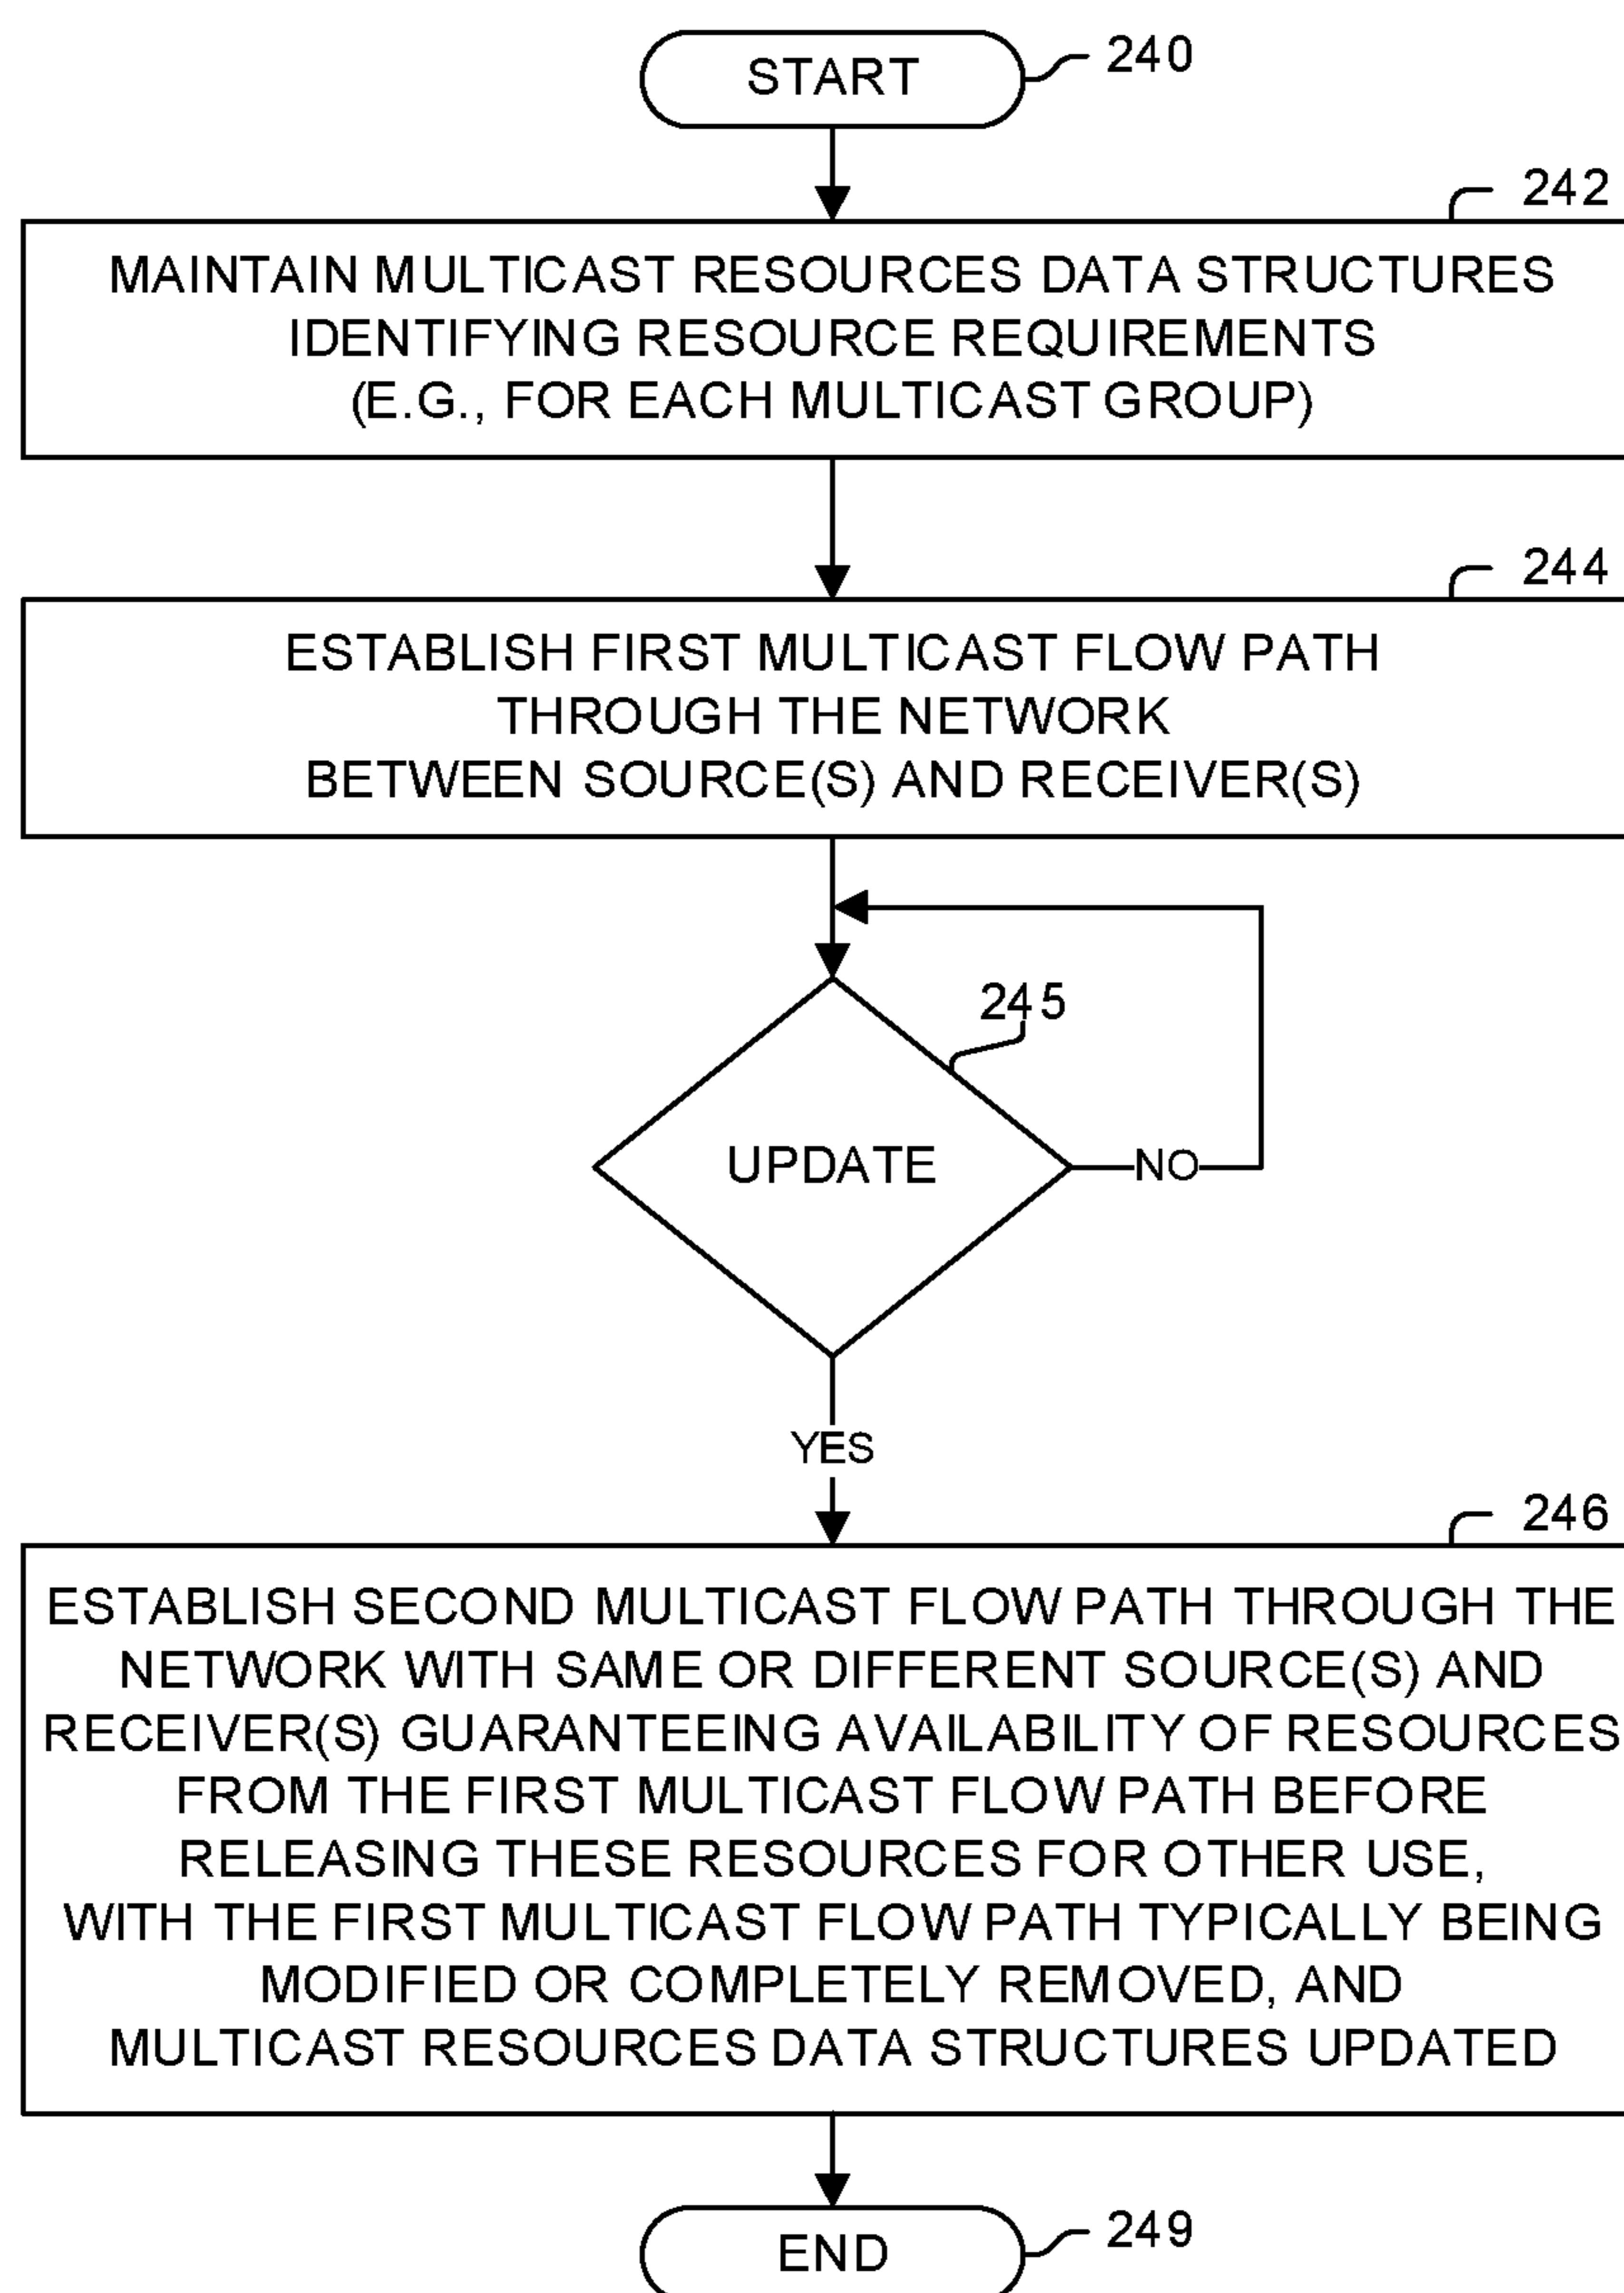 START
240
242
MAINTAIN MULTICAST RESOURCES DATA STRUCTURES
IDENTIFYING RESOURCE REQUIREMENTS
(E.G., FOR EACH MULTICAST GROUP)
244
ESTABLISH FIRST MULTICAST FLOW PATH
THROUGH THE NETWORK
BETWEEN SOURCE(S) AND RECEIVER(S)
245
UPDATE
NO
YES
246
ESTABLISH SECOND MULTICAST FLOW PATH THROUGH THE
NETWORK WITH SAME OR DIFFERENT SOURCE(S) AND
RECEIVER(S) GUARANTEEING AVAILABILITY OF RESOURCES
FROM THE FIRST MULTICAST FLOW PATH BEFORE
RELEASING THESE RESOURCES FOR OTHER USE,
WITH THE FIRST MULTICAST FLOW PATH TYPICALLY BEING
MODIFIED OR COMPLETELY REMOVED, AND
MULTICAST RESOURCES DATA STRUCTURES UPDATED
END
249